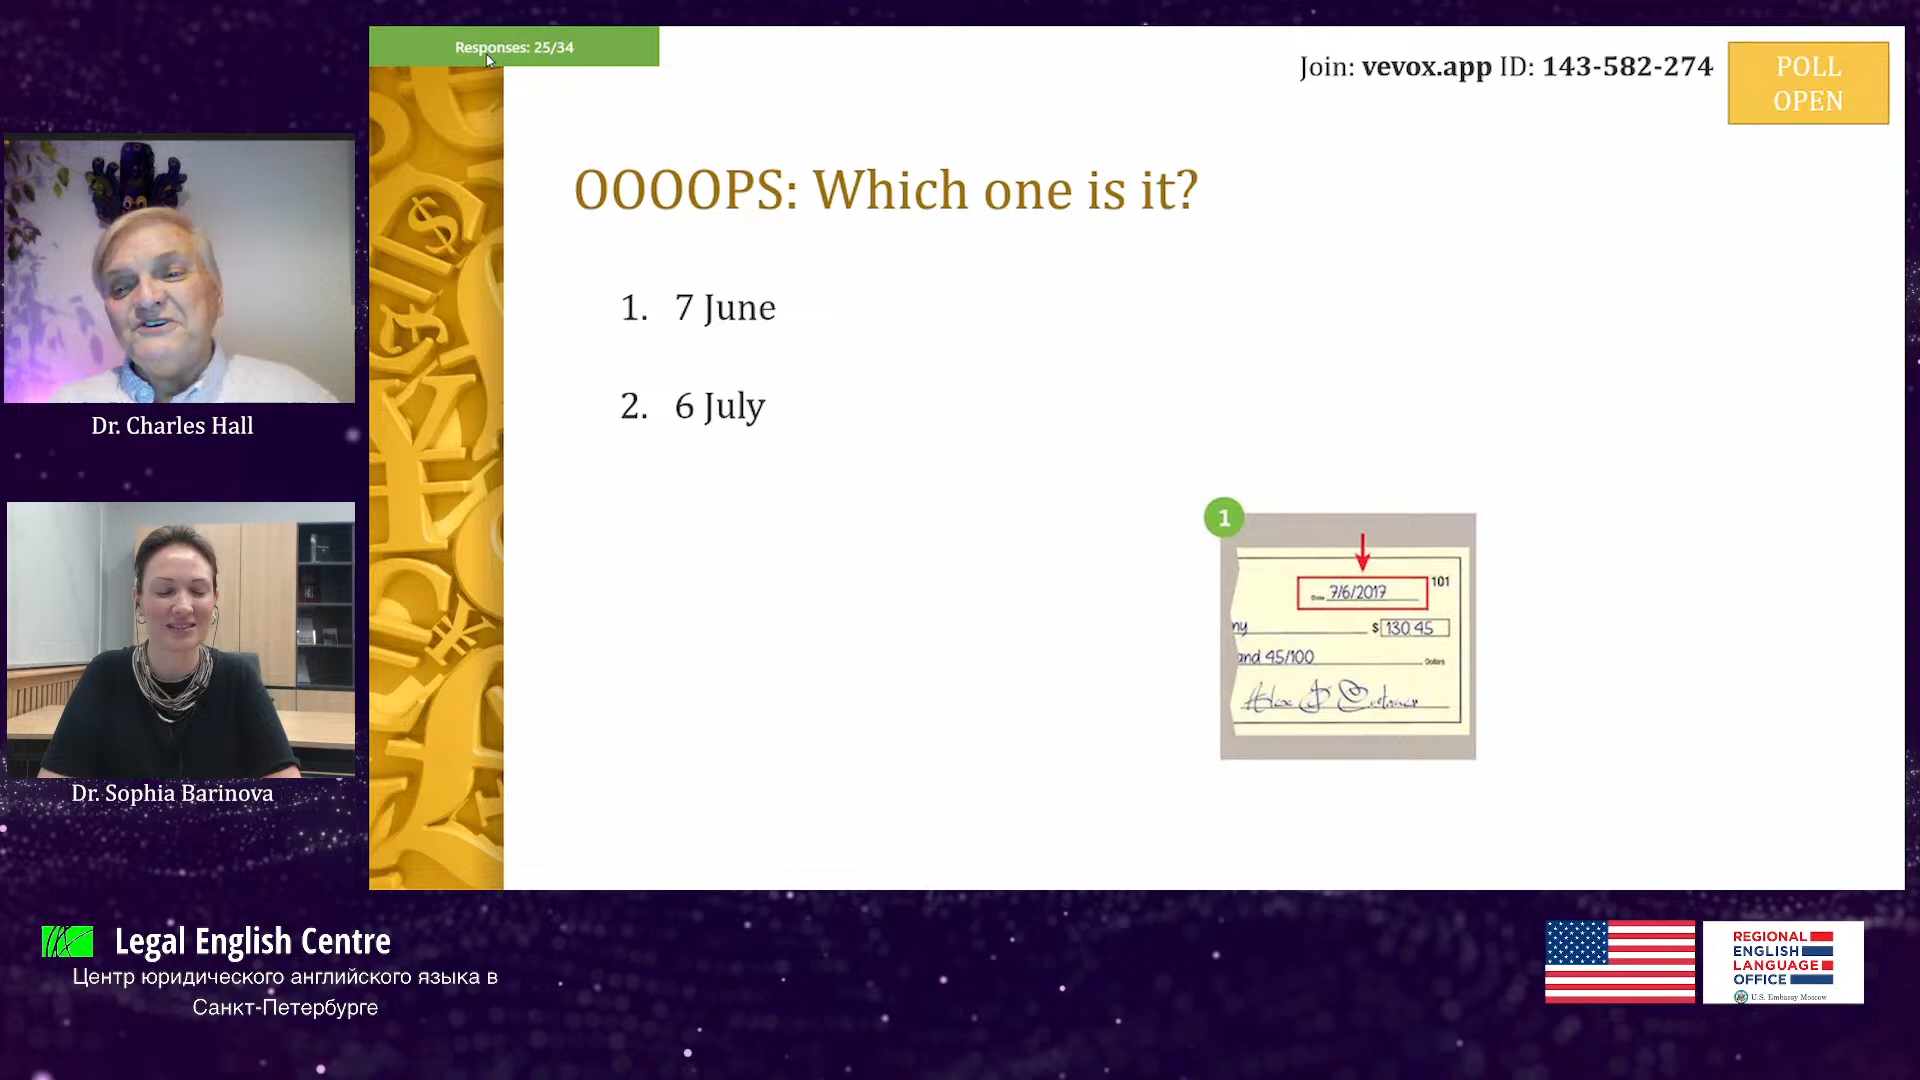 Responses: 25/34
Join: vevox.app ID: 143-582-274
POLL
OPEN
OOOOPS: Which one is it?
1. 7 June
2. 6 July
1
101
Date 7/6/2017
ny
$ 130.45
and 45/100
Dollars
Dr. Charles Hall
Dr. Sophia Barinova
Legal English Centre
Центр юридического английского языка в
Санкт-Петербурге
REGIONAL
ENGLISH
LANGUAGE
OFFICE
U.S. Embassy Moscow